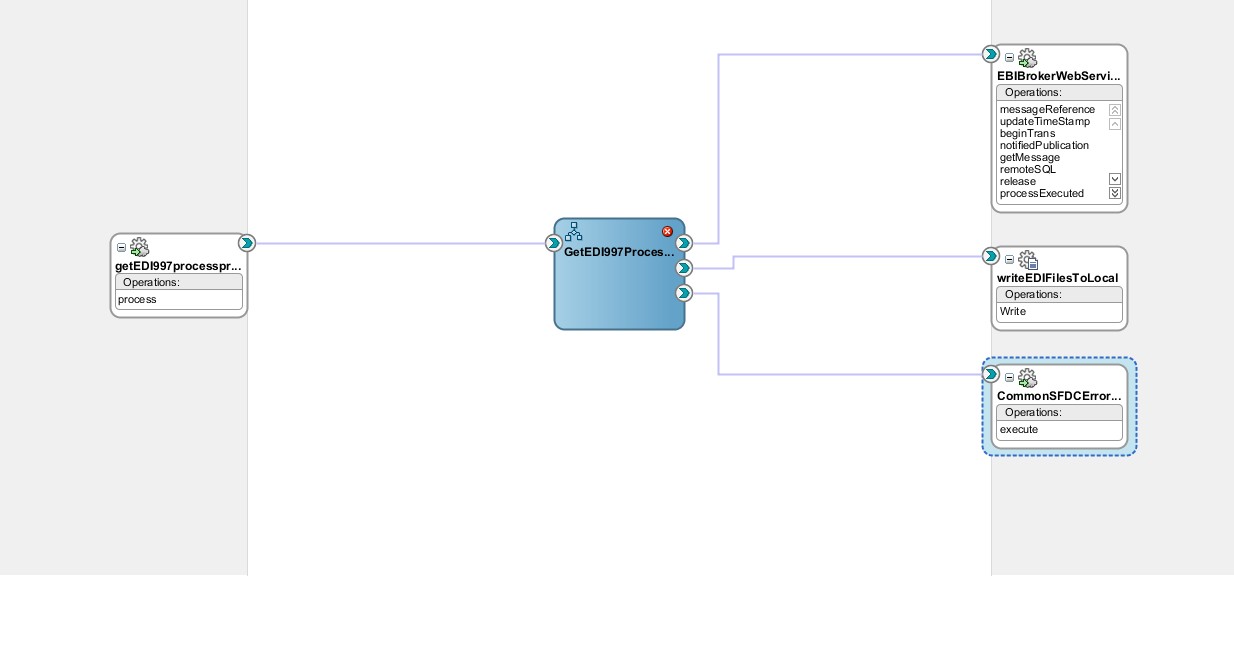 getEDI997processpr...
Operations:
process
GetEDI997Proces...
EBIBrokerWebServi...
Operations:
messageReference
updateTimeStamp
beginTrans
notifiedPublication
getMessage
remoteSQL
release
processExecuted
writeEDIFilesToLocal
Operations:
Write
CommonSFDCError...
Operations:
execute